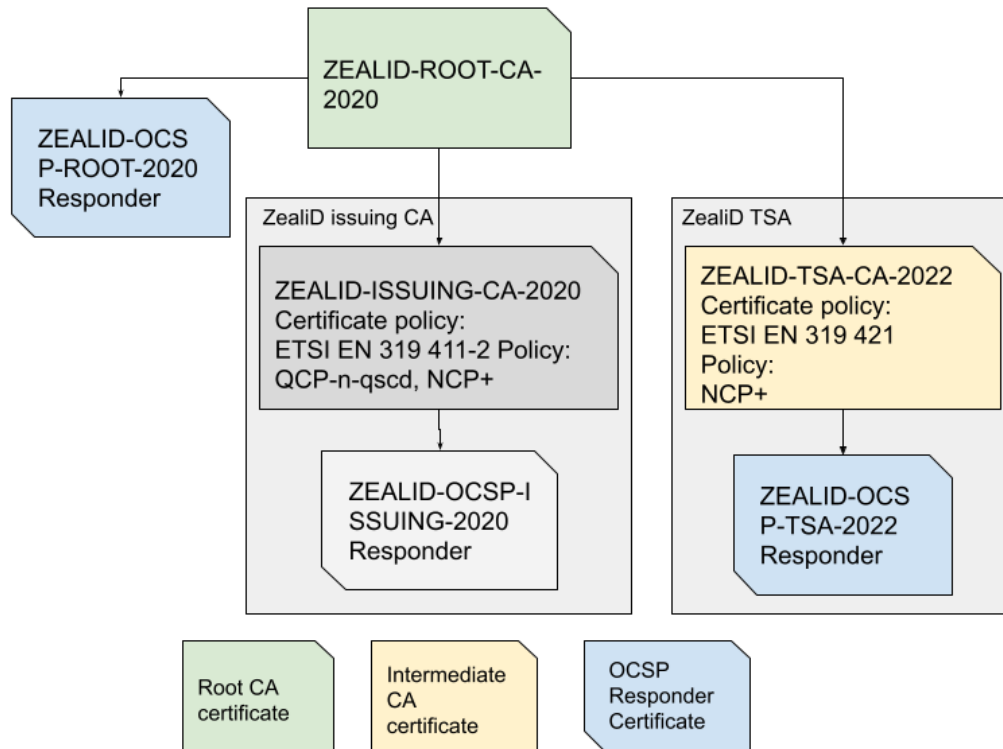 ZEALID-ROOT-CA-
2020
ZEALID-OCS
P-ROOT-2020
Responder
ZealiD issuing CA
ZEALID-ISSUING-CA-2020
Certificate policy:
ETSI EN 319 411-2 Policy:
QCP-n-qscd, NCP+
ZEALID-OCSP-I
SSUING-2020
Responder
ZealiD TSA
ZEALID-TSA-CA-2022
Certificate policy:
ETSI EN 319 421
Policy:
NCP+
ZEALID-OCS
P-TSA-2022
Responder
Root CA
certificate
Intermediate
CA
certificate
OCSP
Responder
Certificate